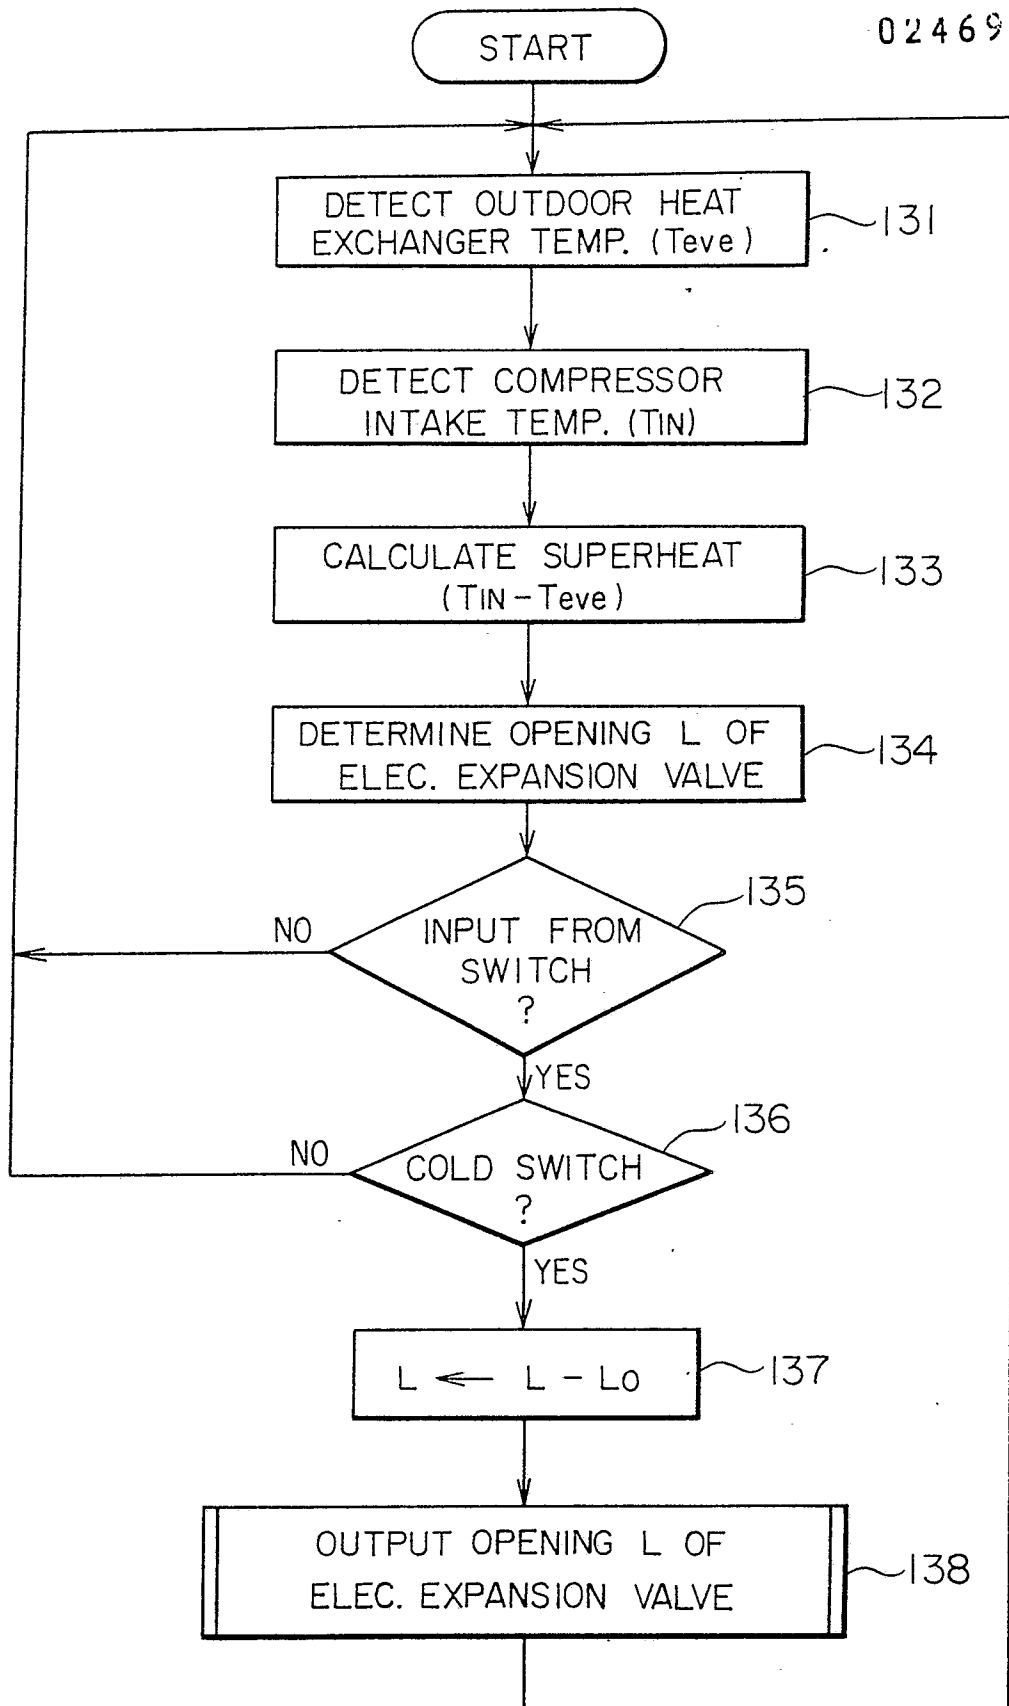 02469
START
DETECT OUTDOOR HEAT
EXCHANGER TEMP. (Teve)
131
DETECT COMPRESSOR
INTAKE TEMP. (TIN)
132
CALCULATE SUPERHEAT
(TIN-Teve)
133
DETERMINE OPENING L OF
ELEC. EXPANSION VALVE
134
INPUT FROM
SWITCH
?
135
NO
YES
COLD SWITCH
?
136
NO
YES
L ← L - Lo
137
OUTPUT OPENING L OF
ELEC. EXPANSION VALVE
138